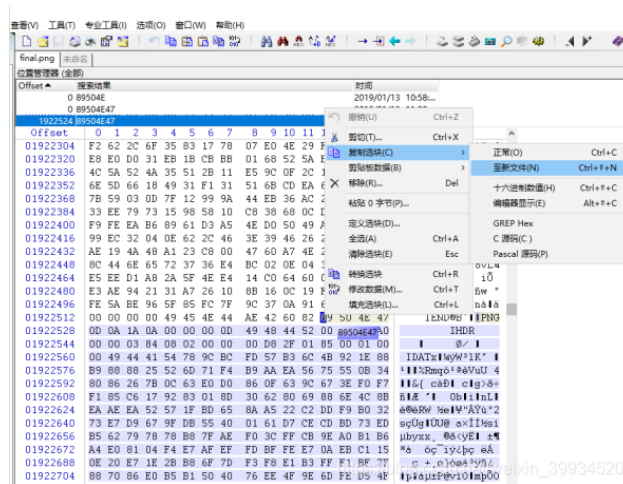 查看(V) 工具(T) 专业工具(I) 选项(O) 窗口(W) 帮助(H)
final.png 未命名
位置管理器 (全部)
Offset 搜索结果 时间
0 89504E 2019/01/13 10:58:...
0 89504E47
1922524 89504E47
撤销(U) Ctrl+Z
剪切(T)... Ctrl+X
复制选块(C)
剪贴板数据(B)
移除(R)... Del
粘贴 0 字节(P)...
定义选块(D)...
全选(A) Ctrl+A
清除选块(E) Esc
转换选块 Ctrl+R
修改数据(M)... Ctrl+T
填充选块(L)... Ctrl+L
正常(O) Ctrl+C
至新文件(N) Ctrl+⇧+N
十六进制数值(H) Ctrl+⇧+C
编辑器显示(E) Alt+⇧+C
GREP Hex
C 源码(C)
Pascal 源码(P)
Offset 0 1 2 3 4 5 6 7 8 9 10 11
01922304 F2 62 2C 6F 35 83 17 78 07 E0 4E 29
01922320 E8 E0 D0 31 EB 1B CB BB 01 68 52 5A
01922336 4C 5A 52 4A 35 51 2B 11 E5 9C 0F 2C
01922352 6E 5D 66 18 49 31 F1 31 51 6B CD EA
01922368 7B 59 03 0D 7F 12 99 9A 44 EB 36 AC
01922384 33 EE 79 73 15 98 58 10 C8 38 68 0C
01922400 F9 FE EA B6 89 61 D3 A5 4E D0 50 49
01922416 99 EC 32 04 0E 62 2C 46 3E 39 46 26
01922432 AE 19 4A 48 A1 23 C8 00 47 60 A7 4E
01922448 8C 44 6E 65 72 37 36 E4 BC 02 0E 04
01922464 E5 EE D1 A8 2A 5F 4E E4 14 C0 64 60
01922480 E3 AE 94 21 31 A7 26 10 8B 16 0C 19
01922496 FE 5A BE 96 5F 85 FC 7F 9C 37 0A 91
01922512 00 00 00 00 49 45 4E 44 AE 42 60 82 89 50 4E 47
01922528 0D 0A 1A 0A 00 00 00 0D 49 48 44 52 00
89504E47
IHDR
01922544 00 00 03 84 08 02 00 00 00 D8 2F 01 85 00 01 00
01922560 00 49 44 41 54 78 9C BC FD 57 B3 6C 4B 92 1E 88
01922576 B9 88 88 25 52 6D 71 F4 B9 AA EA 56 75 55 0B 34
01922592 80 86 26 7B 0C 63 E0 D0 86 0F 63 9C 67 3E F0 F7
01922608 F1 85 C6 17 92 83 01 8D 30 62 80 69 88 6E 4C 8B
01922624 EA AE EA 52 57 1F BD 65 8A A5 22 C2 DD F9 B0 32
01922640 73 E7 D9 67 9F DB 55 40 01 61 D7 CE CD BD 73 ED
01922656 B5 62 79 78 78 B8 7F AE F0 3C FF CB 9E A0 B1 B6
01922672 A4 E0 81 04 F4 E7 AF EF FD BF FE E7 0A EB C1 15
01922688 0E 20 E7 1E 2B B8 6F 7D F3 F8 E1 B3 FF F1 BF 7F
01922704 88 70 86 E0 B5 B1 50 40 76 EE 4F 9E 6D FE D5 4F
weixin_39934520